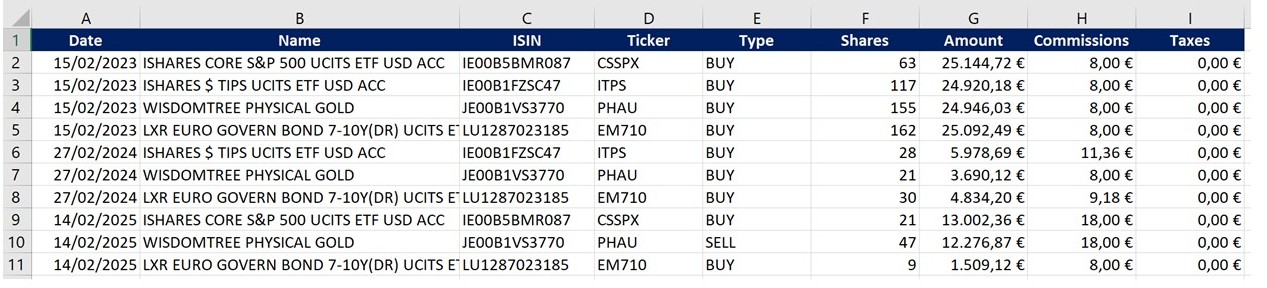 A B C D E F G H I
1 Date Name ISIN Ticker Type Shares Amount Commissions Taxes
2 15/02/2023 ISHARES CORE S&P 500 UCITS ETF USD ACC IE00B5BMR087 CSSPX BUY 63 25.144,72 € 8,00 € 0,00 €
3 15/02/2023 ISHARES $ TIPS UCITS ETF USD ACC IE00B1FZSC47 ITPS BUY 117 24.920,18 € 8,00 € 0,00 €
4 15/02/2023 WISDOMTREE PHYSICAL GOLD JE00B1VS3770 PHAU BUY 155 24.946,03 € 8,00 € 0,00 €
5 15/02/2023 LXR EURO GOVERN BOND 7-10Y(DR) UCITS ET LU1287023185 EM710 BUY 162 25.092,49 € 8,00 € 0,00 €
6 27/02/2024 ISHARES $ TIPS UCITS ETF USD ACC IE00B1FZSC47 ITPS BUY 28 5.978,69 € 11,36 € 0,00 €
7 27/02/2024 WISDOMTREE PHYSICAL GOLD JE00B1VS3770 PHAU BUY 21 3.690,12 € 8,00 € 0,00 €
8 27/02/2024 LXR EURO GOVERN BOND 7-10Y(DR) UCITS ET LU1287023185 EM710 BUY 30 4.834,20 € 9,18 € 0,00 €
9 14/02/2025 ISHARES CORE S&P 500 UCITS ETF USD ACC IE00B5BMR087 CSSPX BUY 21 13.002,36 € 18,00 € 0,00 €
10 14/02/2025 WISDOMTREE PHYSICAL GOLD JE00B1VS3770 PHAU SELL 47 12.276,87 € 18,00 € 0,00 €
11 14/02/2025 LXR EURO GOVERN BOND 7-10Y(DR) UCITS ET LU1287023185 EM710 BUY 9 1.509,12 € 8,00 € 0,00 €